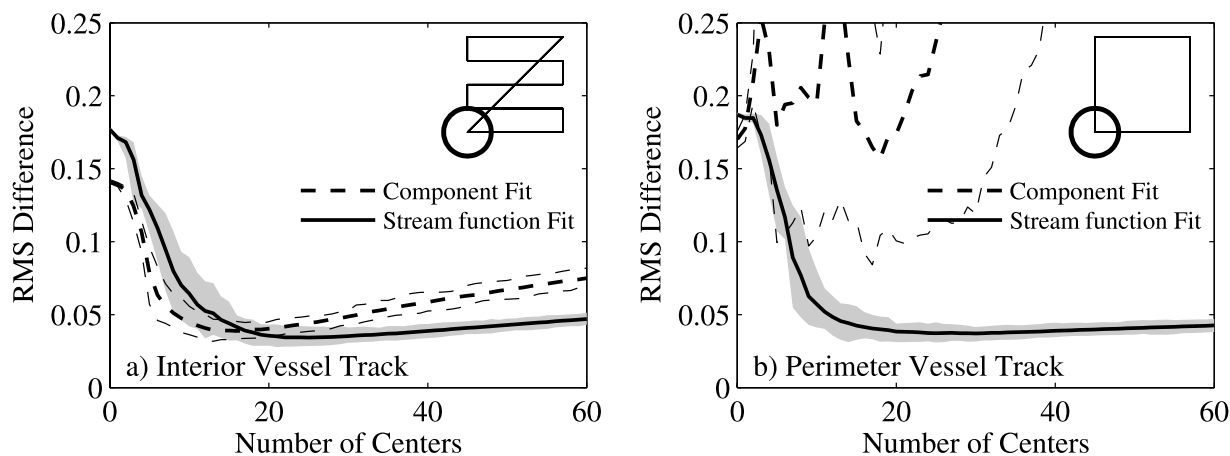 0.25
0.2
0.15
0.1
0.05
0
RMS Difference
Component Fit
Stream function Fit
a) Interior Vessel Track
0 20 40 60
Number of Centers
0.25
0.2
0.15
0.1
0.05
0
RMS Difference
Component Fit
Stream function Fit
b) Perimeter Vessel Track
0 20 40 60
Number of Centers